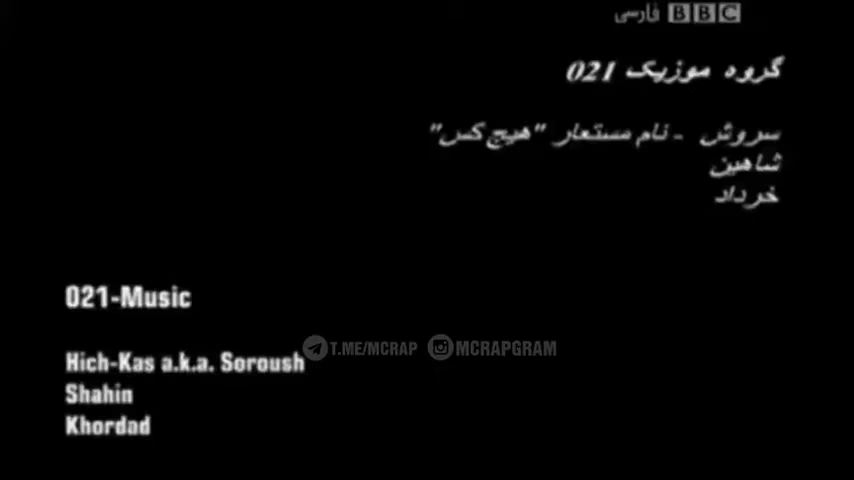 BBC فارسی
گروه موزیک 021
سروش - نام مستعار "هیچ کس"
شاهین
خرداد
021-Music
T.ME/MCRAP MCRAPGRAM
Hich-Kas a.k.a. Soroush
Shahin
Khordad